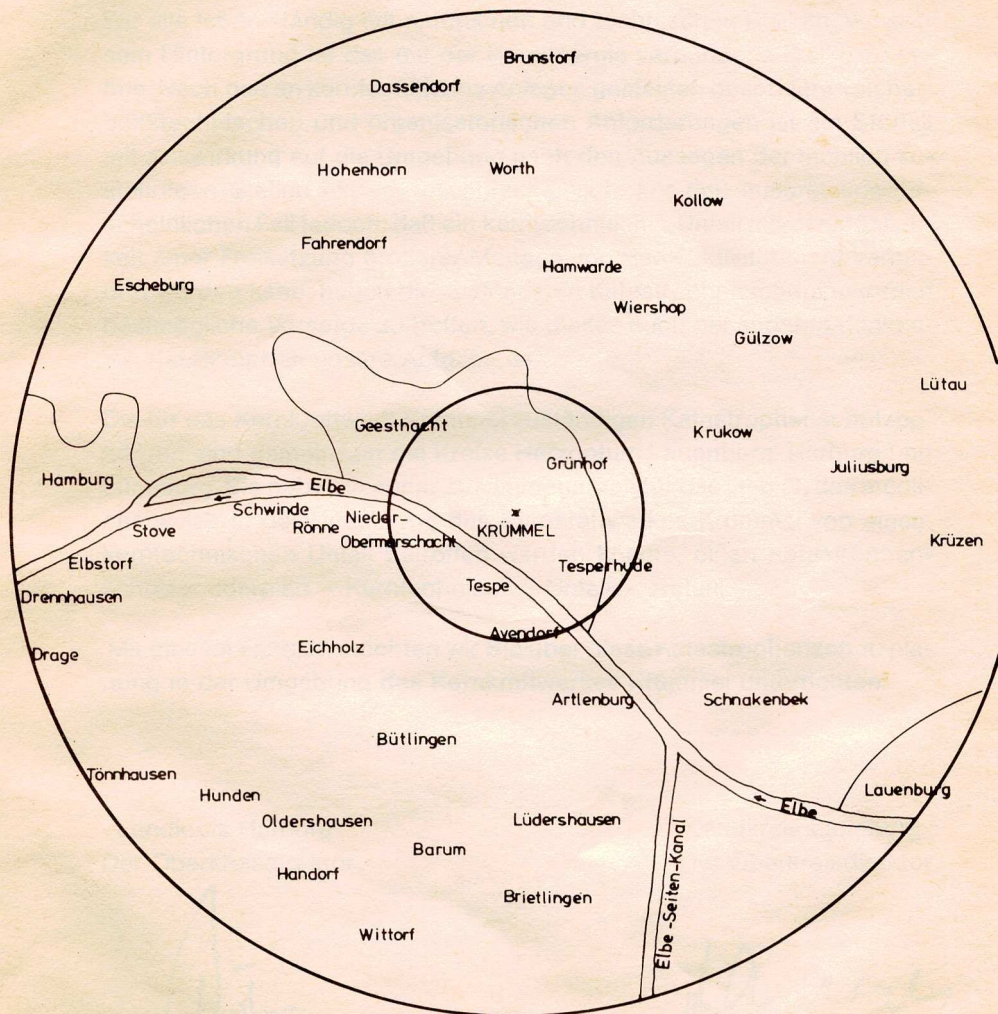 Brunstorf
Dassendorf
Hohenhorn
Worth
Kollow
Fahrendorf
Hamwarde
Escheburg
Wiershop
Gülzow
Lütau
Geesthacht
Krukow
Grünhof
Juliusburg
Hamburg
Elbe
Schwinde
Nieder-
Rönne
KRÜMMEL
Stove
Obermarschacht
Krüzen
Elbstorf
Tesperhude
Tespe
Drennhausen
Avendorf
Eichholz
Drage
Artlenburg
Schnakenbek
Bütlingen
Tönnhausen
Hunden
Lauenburg
Elbe
Oldershausen
Lüdershausen
Barum
Handorf
Brietlingen
Elbe-Seiten-Kanal
Wittorf